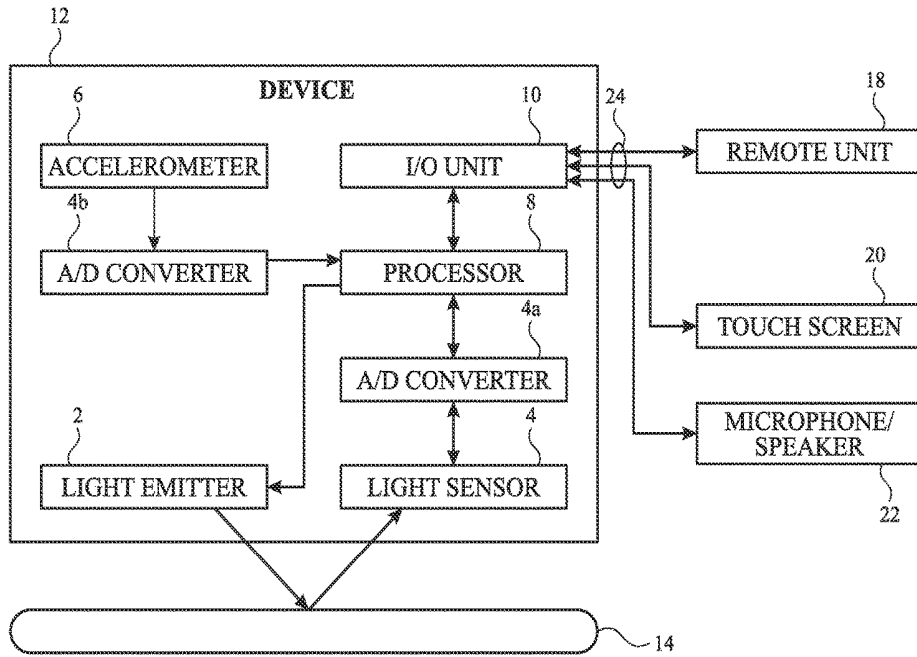 12
DEVICE
6
10
24
18
ACCELEROMETER
I/O UNIT
REMOTE UNIT
4b
8
A/D CONVERTER
PROCESSOR
20
4a
TOUCH SCREEN
A/D CONVERTER
2
4
MICROPHONE/
SPEAKER
LIGHT EMITTER
LIGHT SENSOR
22
14